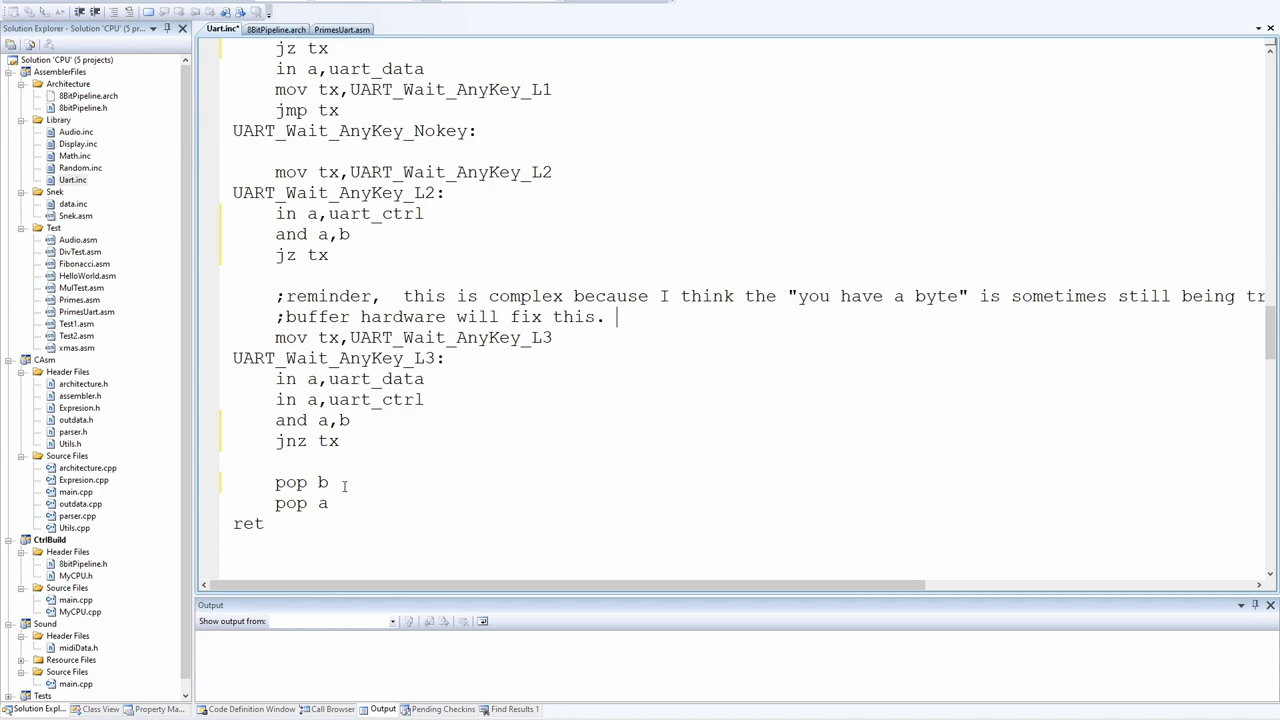 Solution Explorer - Solution 'CPU' (5 pr...
Solution 'CPU' (5 projects)
AssemblerFiles
Architecture
8BitPipeline.arch
8BitPipeline.h
Library
Audio.inc
Display.inc
Math.inc
Random.inc
Uart.inc
Snek
data.inc
Snek.asm
Test
Audio.asm
DivTest.asm
Fibonacci.asm
HelloWorld.asm
MulTest.asm
Primes.asm
PrimesUart.asm
Test1.asm
Test2.asm
xmas.asm
CAsm
Header Files
architecture.h
assembler.h
Expresion.h
outdata.h
parser.h
Utils.h
Source Files
architecture.cpp
Expresion.cpp
main.cpp
outdata.cpp
parser.cpp
Utils.cpp
CtrlBuild
Header Files
8bitPipeline.h
MyCPU.h
Source Files
main.cpp
MyCPU.cpp
Sound
Header Files
midiData.h
Resource Files
Source Files
main.cpp
Tests
Solution Expl... Class View Property Ma...
Uart.inc* 8BitPipeline.arch PrimesUart.asm
jz tx
in a,uart_data
mov tx,UART_Wait_AnyKey_L1
jmp tx
UART_Wait_AnyKey_Nokey:
mov tx,UART_Wait_AnyKey_L2
UART_Wait_AnyKey_L2:
in a,uart_ctrl
and a,b
jz tx
;reminder,  this is complex because I think the "you have a byte" is sometimes still being tr
;buffer hardware will fix this.
mov tx,UART_Wait_AnyKey_L3
UART_Wait_AnyKey_L3:
in a,uart_data
in a,uart_ctrl
and a,b
jnz tx
pop b
pop a
ret
Output
Show output from:
Code Definition Window Call Browser Output Pending Checkins Find Results 1